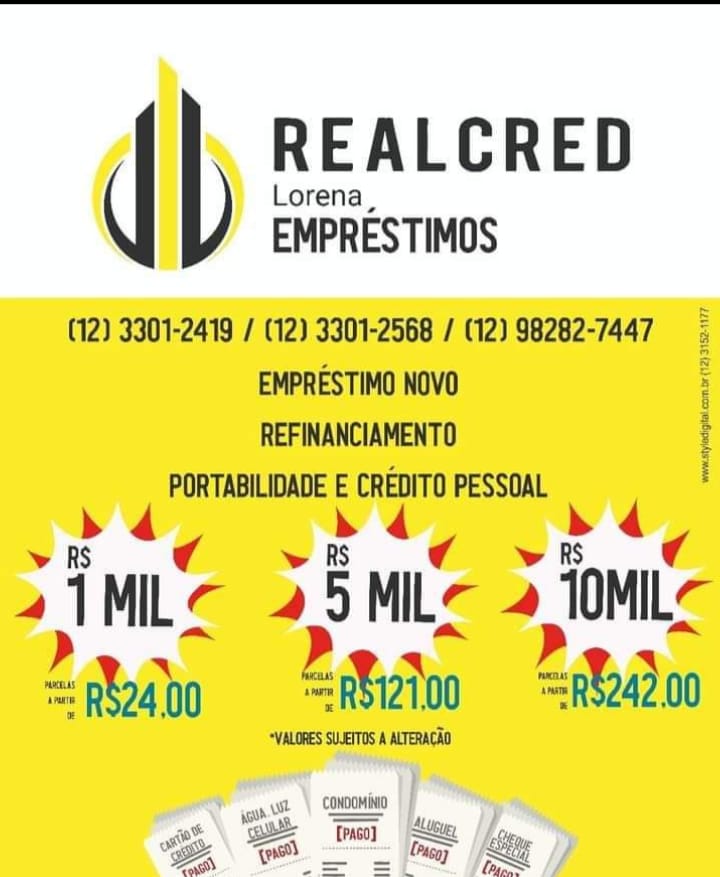 REALCRED
Lorena
EMPRÉSTIMOS
(12) 3301-2419 / (12) 3301-2568 / (12) 98282-7447
EMPRÉSTIMO NOVO
REFINANCIAMENTO
PORTABILIDADE E CRÉDITO PESSOAL
www.styledigital.com.br (12) 3152-1177
R$
1 MIL
PARCELAS
A PARTIR
DE
R$24,00
R$
5 MIL
PARCELAS
A PARTIR
DE
R$121,00
R$
10MIL
PARCELAS
A PARTIR
DE
R$242,00
*VALORES SUJEITOS A ALTERAÇÃO
CARTÃO DE
CRÉDITO
[PAGO]
ÁGUA, LUZ
CELULAR
[PAGO]
CONDOMÍNIO
[PAGO]
ALUGUEL
[PAGO]
CHEQUE
ESPECIAL
[PAGO]